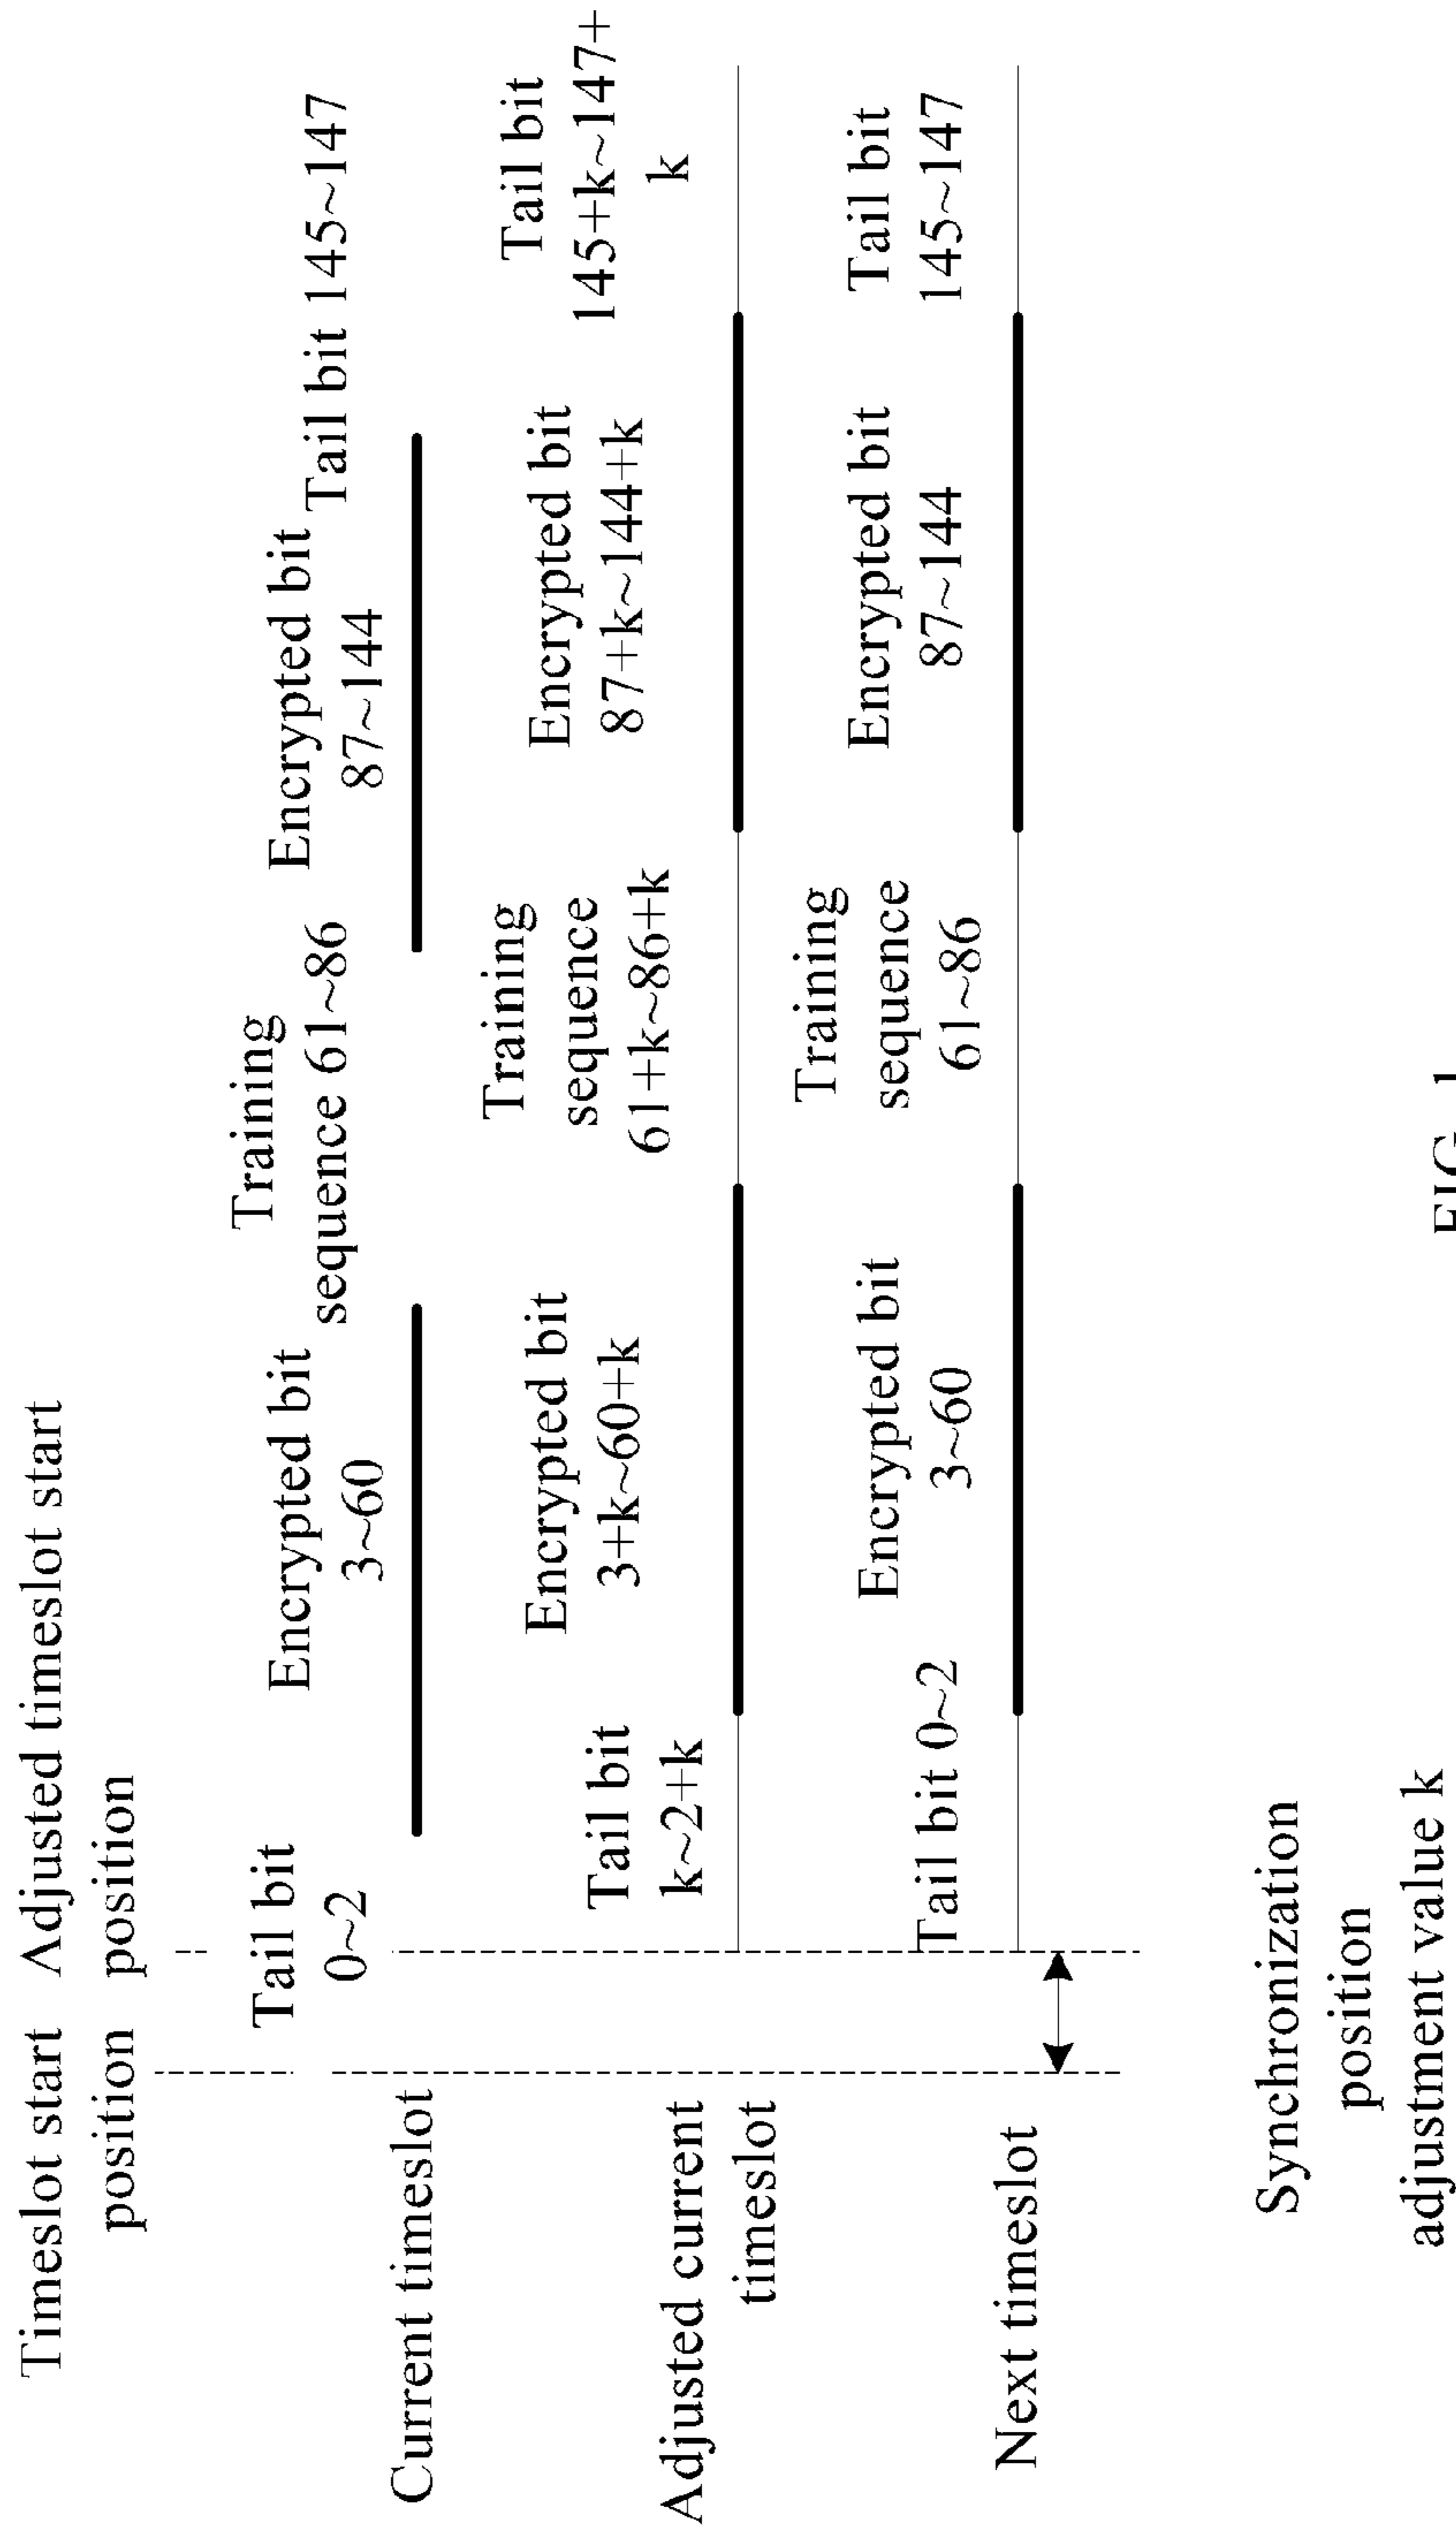 Timeslot start
position
Adjusted timeslot start
position
Current timeslot
Tail bit
0~2
Encrypted bit
3~60
Training
sequence 61~86
Encrypted bit
87~144
Tail bit 145~147
Adjusted current
timeslot
Tail bit
k~2+k
Encrypted bit
3+k~60+k
Training
sequence
61+k~86+k
Encrypted bit
87+k~144+k
Tail bit
145+k~147+
k
Next timeslot
Tail bit 0~2
Encrypted bit
3~60
Training
sequence
61~86
Encrypted bit
87~144
Tail bit
145~147
Synchronization
position
adjustment value k
FIG. 1